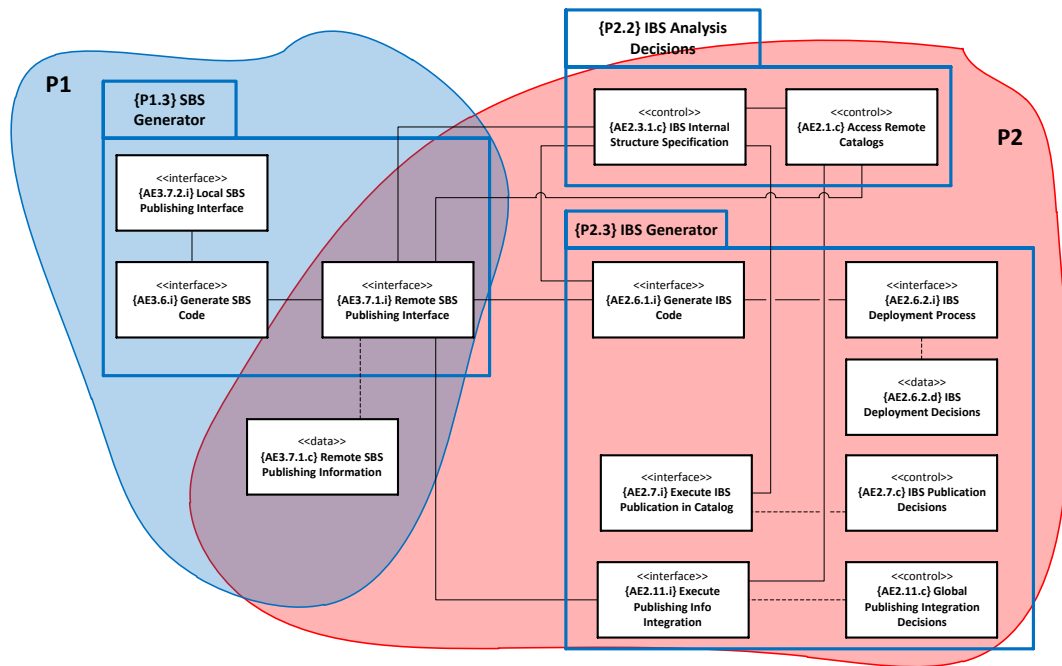 {P2.2} IBS Analysis
Decisions
P1
{P1.3} SBS
Generator
<<control>>
{AE2.3.1.c} IBS Internal
Structure Specification
<<control>>
{AE2.1.c} Access Remote
Catalogs
P2
<<interface>>
{AE3.7.2.i} Local SBS
Publishing Interface
{P2.3} IBS Generator
<<interface>>
{AE3.6.i} Generate SBS
Code
<<interface>>
{AE3.7.1.i} Remote SBS
Publishing Interface
<<interface>>
{AE2.6.1.i} Generate IBS
Code
<<interface>>
{AE2.6.2.i} IBS
Deployment Process
<<data>>
{AE2.6.2.d} IBS
Deployment Decisions
<<data>>
{AE3.7.1.c} Remote SBS
Publishing Information
<<interface>>
{AE2.7.i} Execute IBS
Publication in Catalog
<<control>>
{AE2.7.c} IBS Publication
Decisions
<<interface>>
{AE2.11.i} Execute
Publishing Info
Integration
<<control>>
{AE2.11.c} Global
Publishing Integration
Decisions